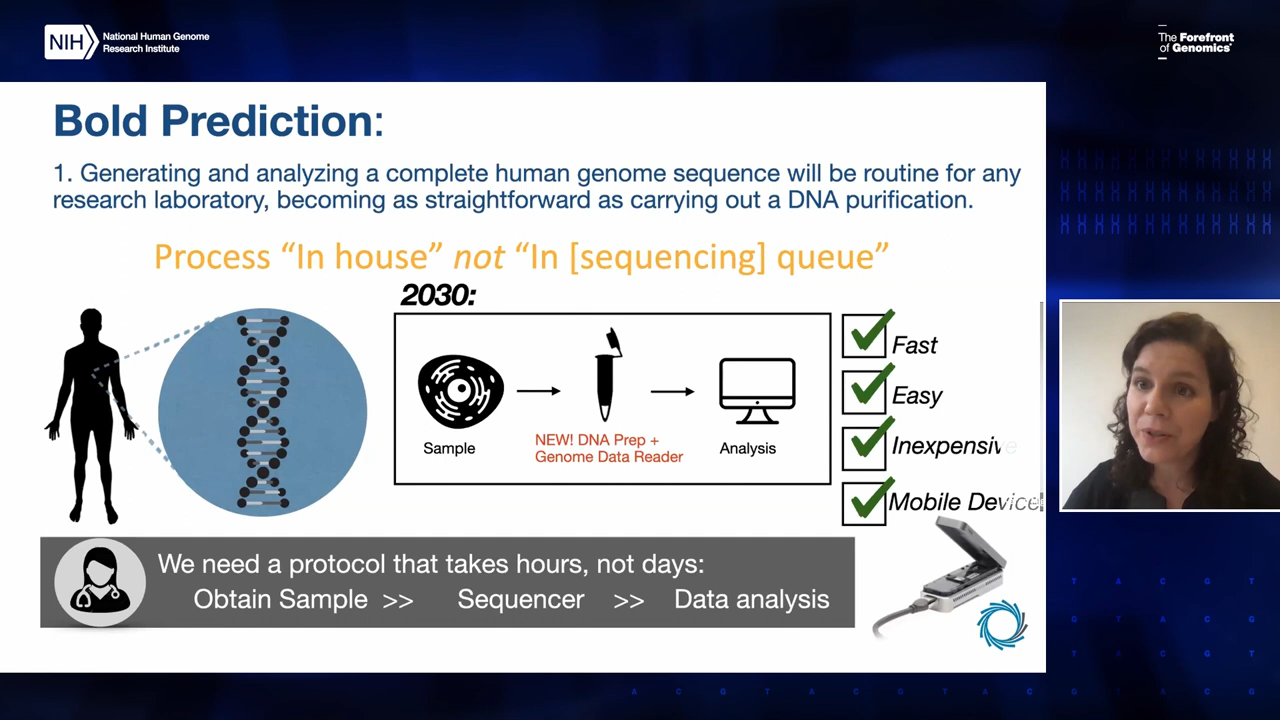 NIH
National Human Genome
Research Institute
The Forefront
of Genomics®
Bold Prediction:
1. Generating and analyzing a complete human genome sequence will be routine for any
research laboratory, becoming as straightforward as carrying out a DNA purification.
Process “In house” not “In [sequencing] queue”
2030:
Sample
NEW! DNA Prep +
Genome Data Reader
Analysis
Fast
Easy
Inexpensive
Mobile Device
We need a protocol that takes hours, not days:
Obtain Sample >> Sequencer >> Data analysis
T A C G T
G T A C G
T A C G T
A C G T A C G T A C G T A C G